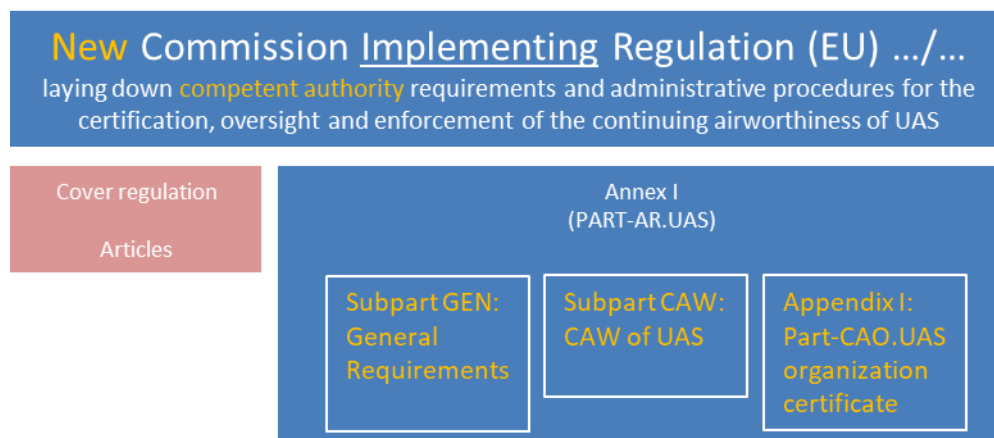 New Commission Implementing Regulation (EU) .../...
laying down competent authority requirements and administrative procedures for the
certification, oversight and enforcement of the continuing airworthiness of UAS
Cover regulation
Articles
Annex I
(PART-AR.UAS)
Subpart GEN:
General
Requirements
Subpart CAW:
CAW of UAS
Appendix I:
Part-CAO.UAS
organization
certificate